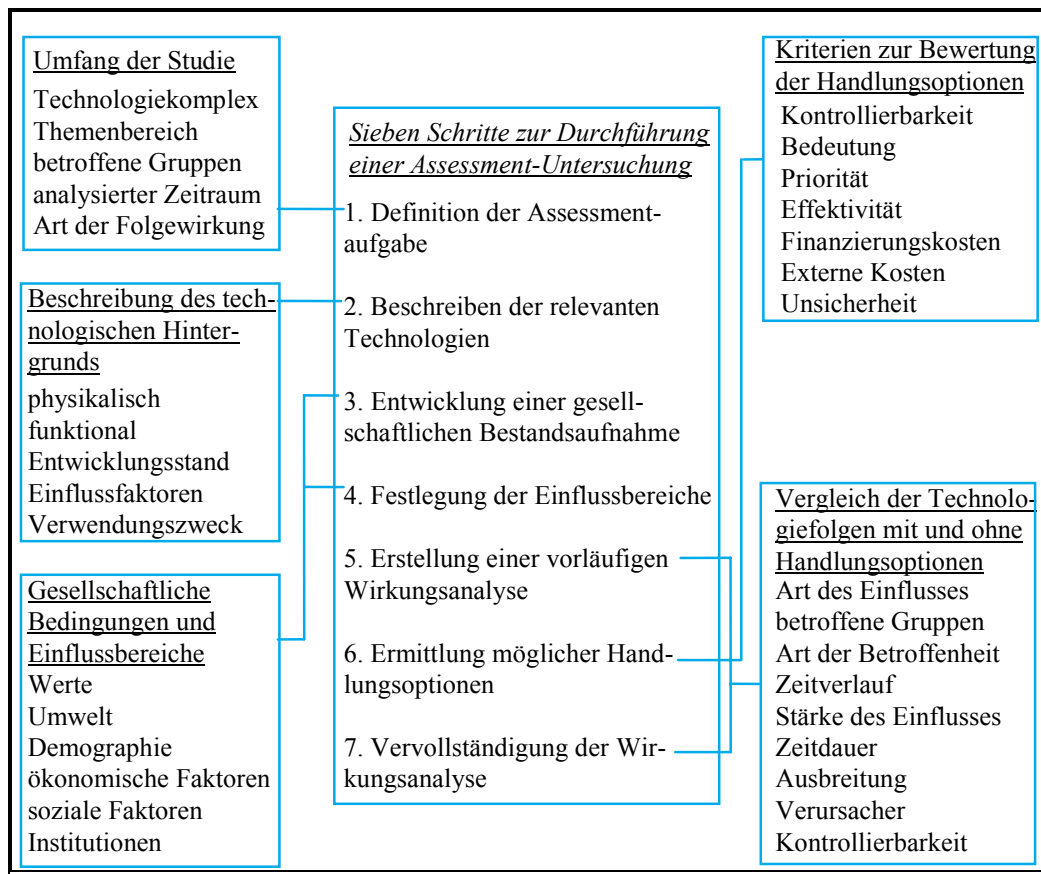 Umfang der Studie
Technologiekomplex
Themenbereich
betroffene Gruppen
analysierter Zeitraum
Art der Folgewirkung
Beschreibung des tech-
nologischen Hinter-
grunds
physikalisch
funktional
Entwicklungsstand
Einflussfaktoren
Verwendungszweck
Gesellschaftliche
Bedingungen und
Einflussbereiche
Werte
Umwelt
Demographie
ökonomische Faktoren
soziale Faktoren
Institutionen
Sieben Schritte zur Durchführung
einer Assessment-Untersuchung
1. Definition der Assessment-
aufgabe
2. Beschreiben der relevanten
Technologien
3. Entwicklung einer gesell-
schaftlichen Bestandsaufnahme
4. Festlegung der Einflussbereiche
5. Erstellung einer vorläufigen
Wirkungsanalyse
6. Ermittlung möglicher Hand-
lungsoptionen
7. Vervollständigung der Wir-
kungsanalyse
Kriterien zur Bewertung
der Handlungsoptionen
Kontrollierbarkeit
Bedeutung
Priorität
Effektivität
Finanzierungskosten
Externe Kosten
Unsicherheit
Vergleich der Technolo-
giefolgen mit und ohne
Handlungsoptionen
Art des Einflusses
betroffene Gruppen
Art der Betroffenheit
Zeitverlauf
Stärke des Einflusses
Zeitdauer
Ausbreitung
Verursacher
Kontrollierbarkeit